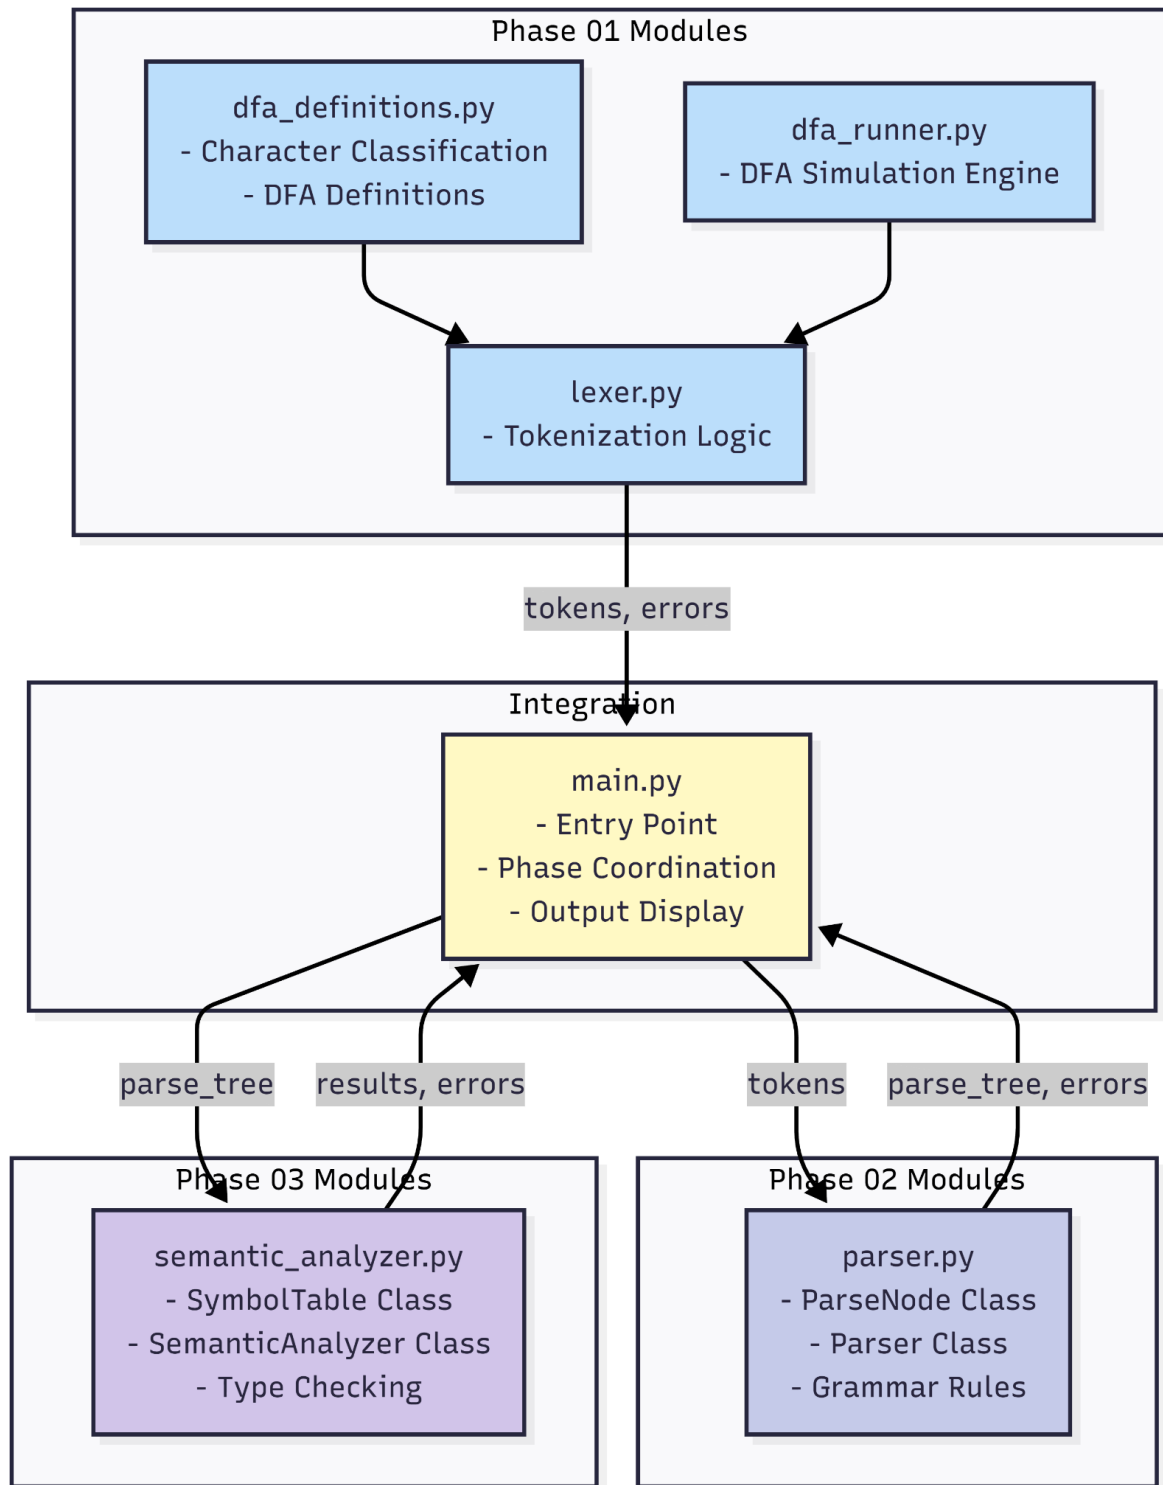 Phase 01 Modules
dfa_definitions.py
- Character Classification
- DFA Definitions
dfa_runner.py
- DFA Simulation Engine
lexer.py
- Tokenization Logic
tokens, errors
Integration
main.py
- Entry Point
- Phase Coordination
- Output Display
parse_tree
results, errors
tokens
parse_tree, errors
Phase 03 Modules
semantic_analyzer.py
- SymbolTable Class
- SemanticAnalyzer Class
- Type Checking
Phase 02 Modules
parser.py
- ParseNode Class
- Parser Class
- Grammar Rules